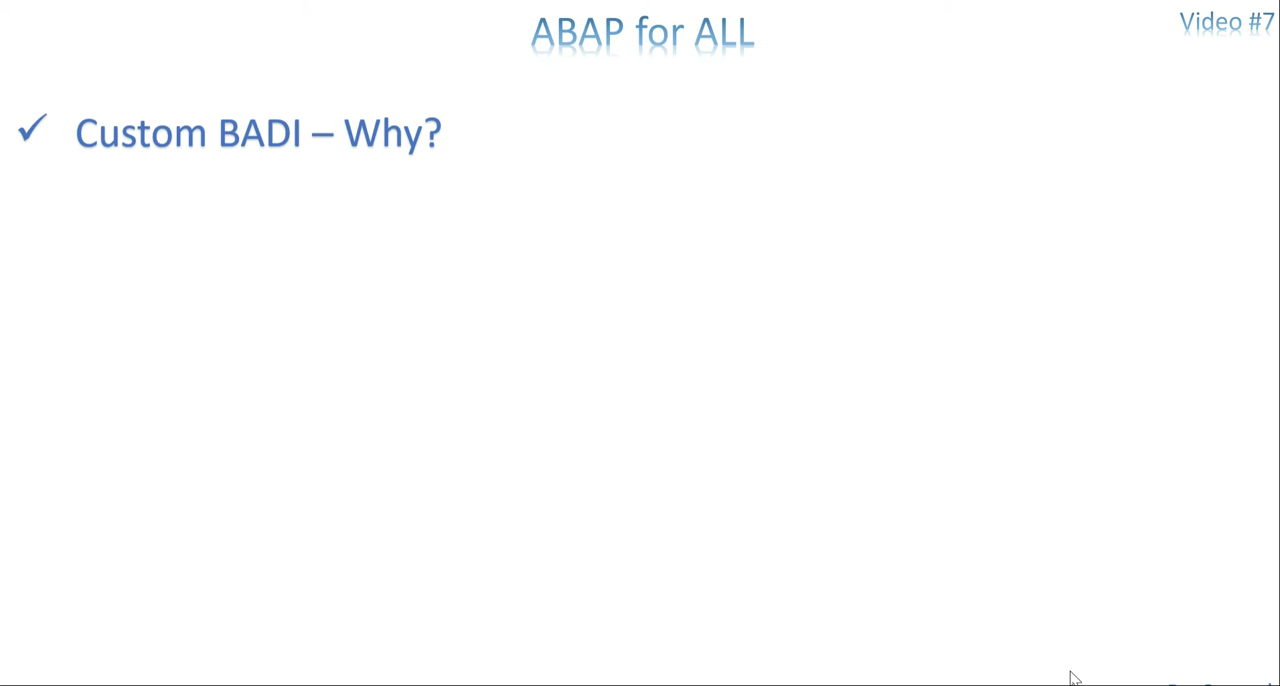 ABAP for ALL
Video #7
✓ Custom BADI – Why?